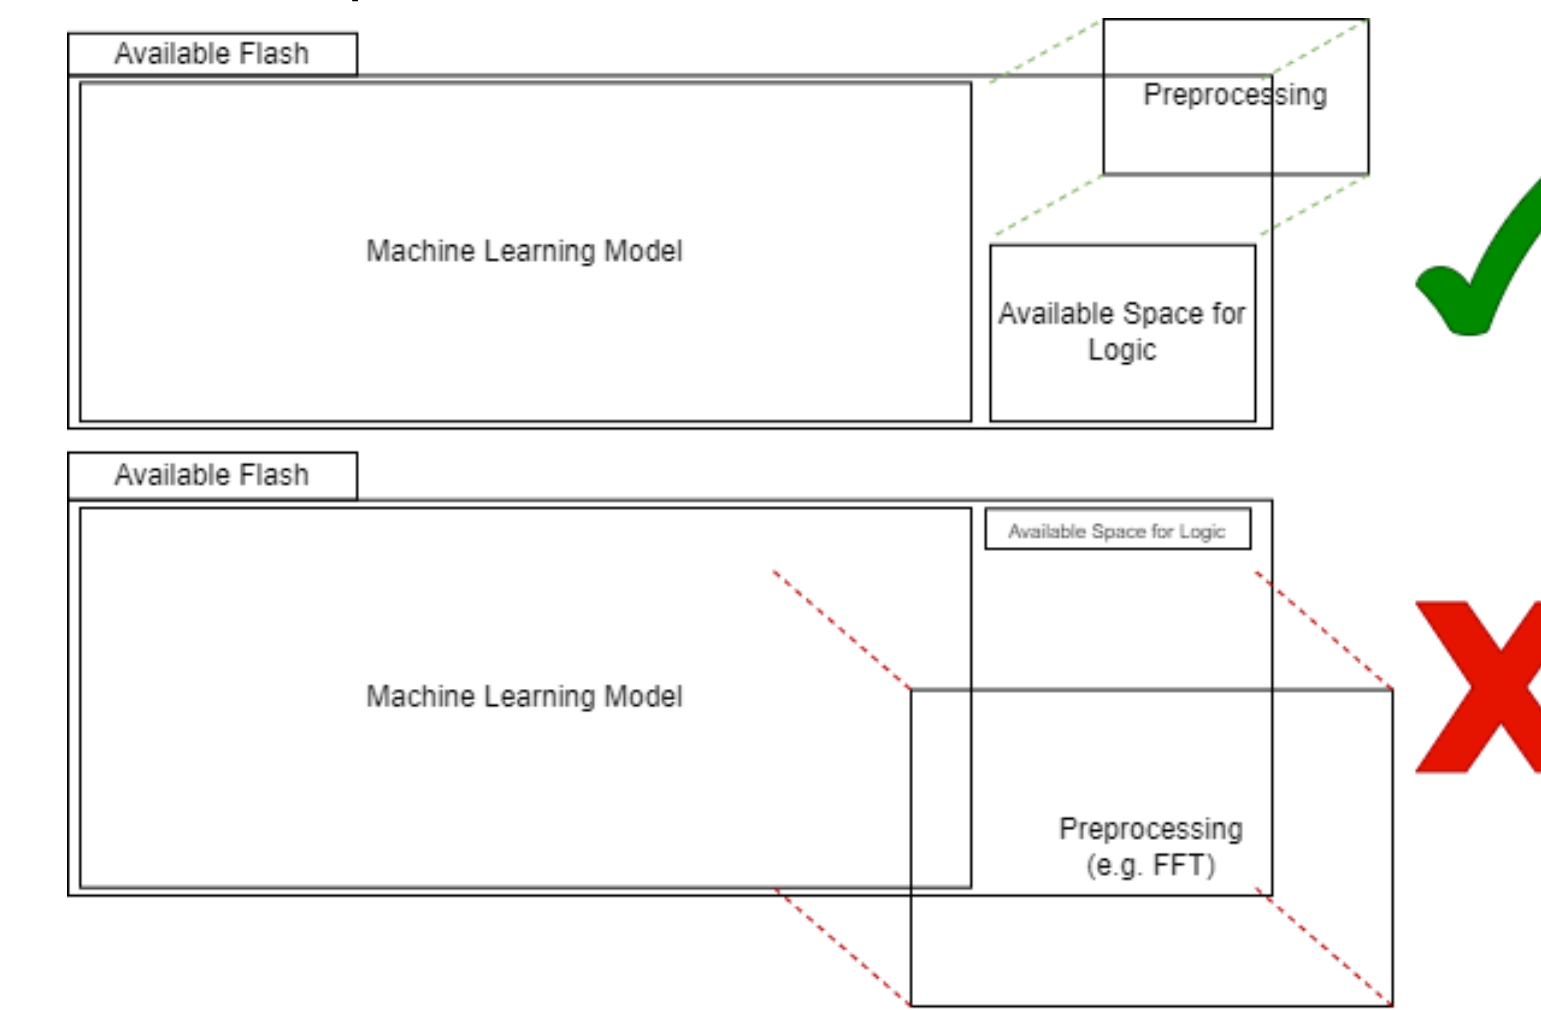 Available Flash
Preprocessing
Machine Learning Model
Available Space for
Logic
Available Flash
Available Space for Logic
Machine Learning Model
Preprocessing
(e.g. FFT)